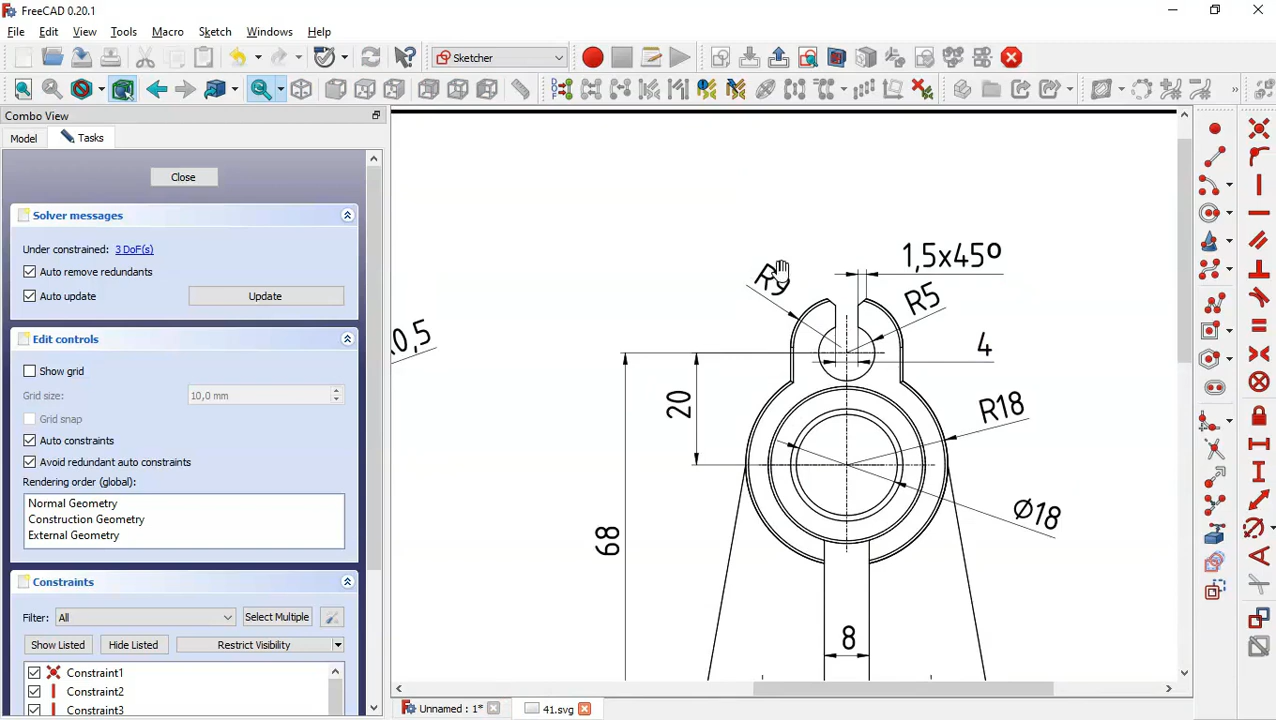 FreeCAD 0.20.1
File Edit View Tools Macro Sketch Windows Help
Sketcher
Combo View
Model Tasks
Close
Solver messages
Under constrained: 3 DoF(s)
Auto remove redundants
Auto update Update
Edit controls
Show grid
Grid size: 10,0 mm
Grid snap
Auto constraints
Avoid redundant auto constraints
Rendering order (global):
Normal Geometry
Construction Geometry
External Geometry
Constraints
Filter: All Select Multiple
Show Listed Hide Listed Restrict Visibility
Constraint1
Constraint2
Constraint3
1,5x45º
R9
R5
4
20
R18
Ø18
68
8
Unnamed : 1*
41.svg